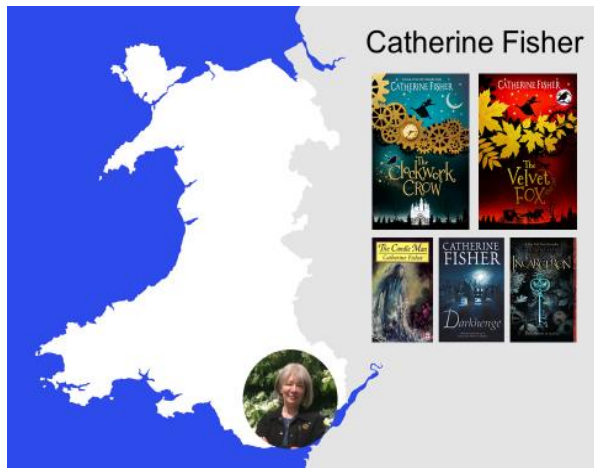 Catherine Fisher
CATHERINE FISHER
The
Clockwork
CROW
CATHERINE FISHER
The
Velvet
FOX
The Candle Man
Catherine Fisher
CATHERINE
FISHER
Darkhenge
INCARCERON